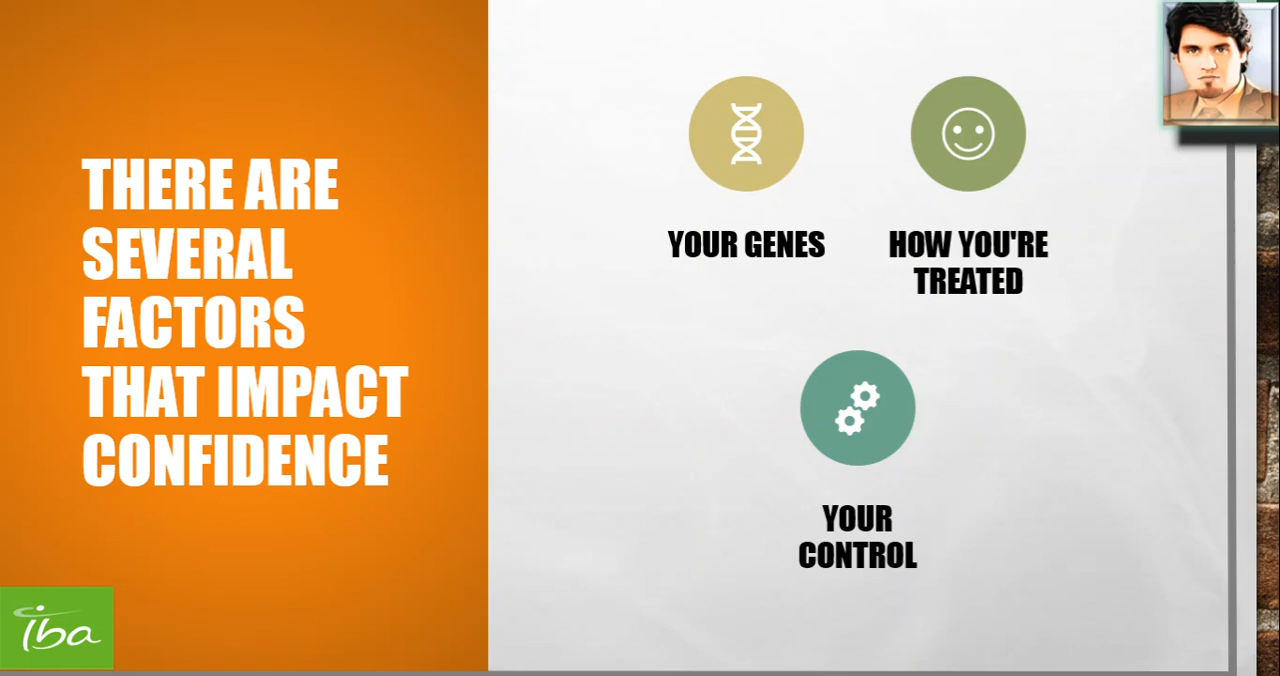 THERE ARE
SEVERAL
FACTORS
THAT IMPACT
CONFIDENCE
YOUR GENES
HOW YOU'RE
TREATED
YOUR
CONTROL
iba